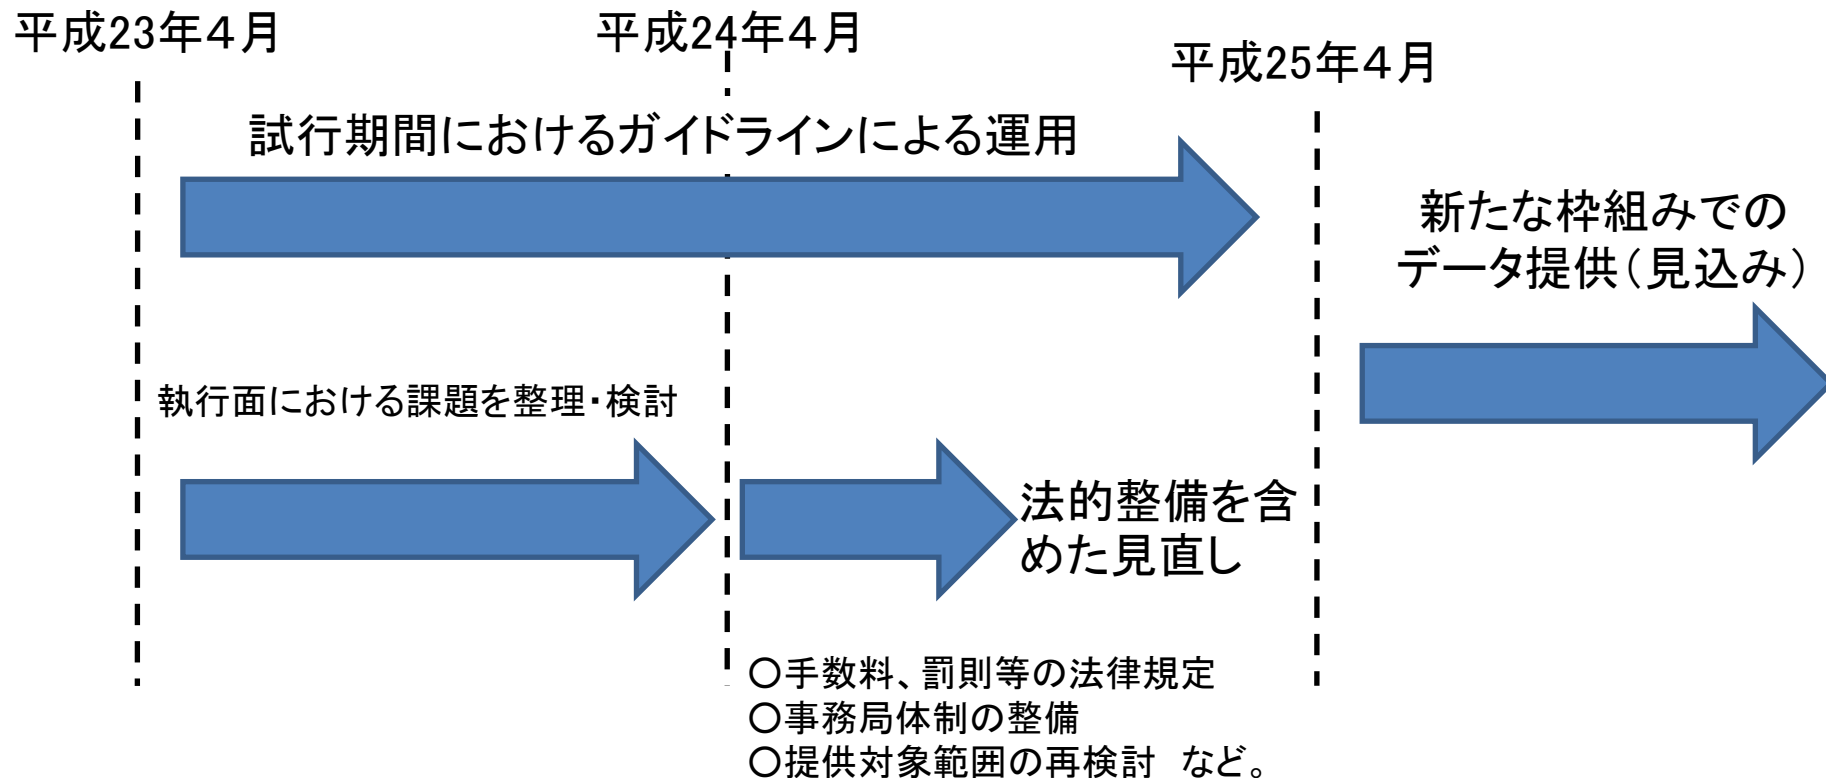 平成23年４月
平成24年４月
平成25年４月
試行期間におけるガイドラインによる運用
新たな枠組みでの
データ提供（見込み）
執行面における課題を整理・検討
法的整備を含
めた見直し
○手数料、罰則等の法律規定
○事務局体制の整備
○提供対象範囲の再検討　など。